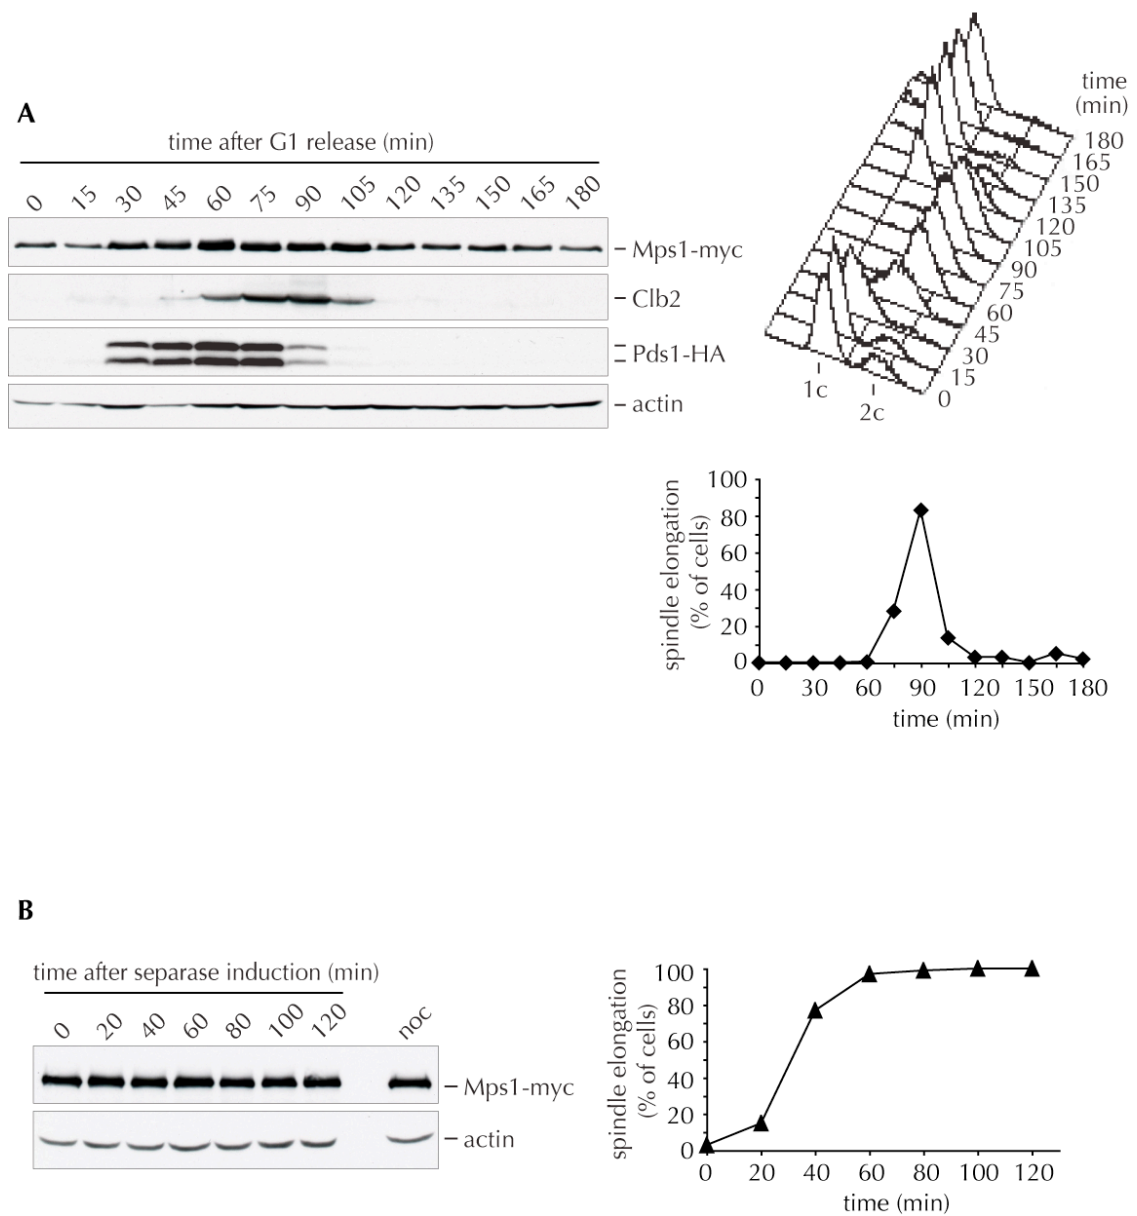 A
time after G1 release (min)
0 15 30 45 60 75 90 105 120 135 150 165 180
Mps1-myc
Clb2
Pds1-HA
actin
time
(min)
180
165
150
135
120
105
90
75
60
45
30
15
0
1c
2c
spindle elongation
(% of cells)
100
80
60
40
20
0
0 30 60 90 120 150 180
time (min)
B
time after separase induction (min)
0 20 40 60 80 100 120 noc
Mps1-myc
actin
spindle elongation
(% of cells)
100
80
60
40
20
0
0 20 40 60 80 100 120
time (min)